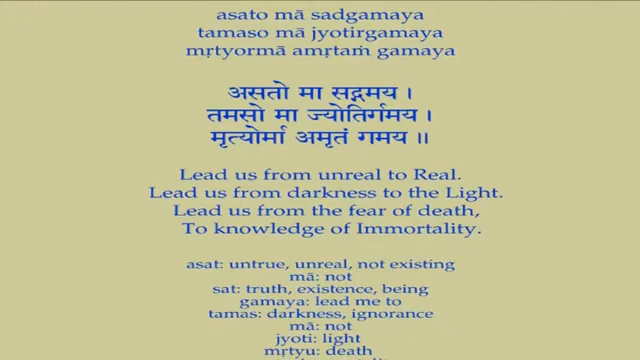 asato mā sadgamaya
tamaso mā jyotirgamaya
mṛtyormā amṛtaṁ gamaya
असतो मा सद्गमय ।
तमसो मा ज्योतिर्गमय ।
मृत्योर्मा अमृतं गमय ॥
Lead us from unreal to Real.
Lead us from darkness to the Light.
Lead us from the fear of death,
To knowledge of Immortality.
asat: untrue, unreal, not existing
mā: not
sat: truth, existence, being
gamaya: lead me to
tamas: darkness, ignorance
mā: not
jyoti: light
mṛtyu: death